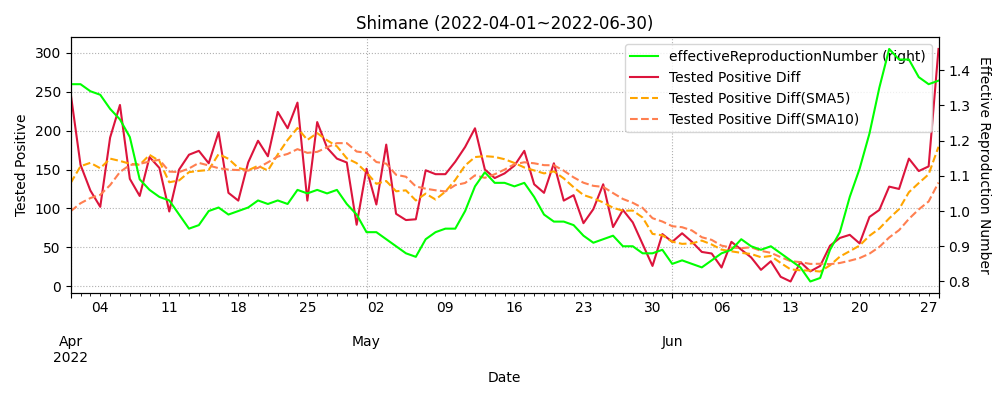 Shimane (2022-04-01~2022-06-30)
effectiveReproductionNumber (right)
Tested Positive Diff
Tested Positive Diff(SMA5)
Tested Positive Diff(SMA10)
Tested Positive
300
250
200
150
100
50
0
Effective Reproduction Number
1.4
1.3
1.2
1.1
1.0
0.9
0.8
04 11 18 25 02 09 16 23 30 06 13 20 27
Apr May Jun
2022
Date